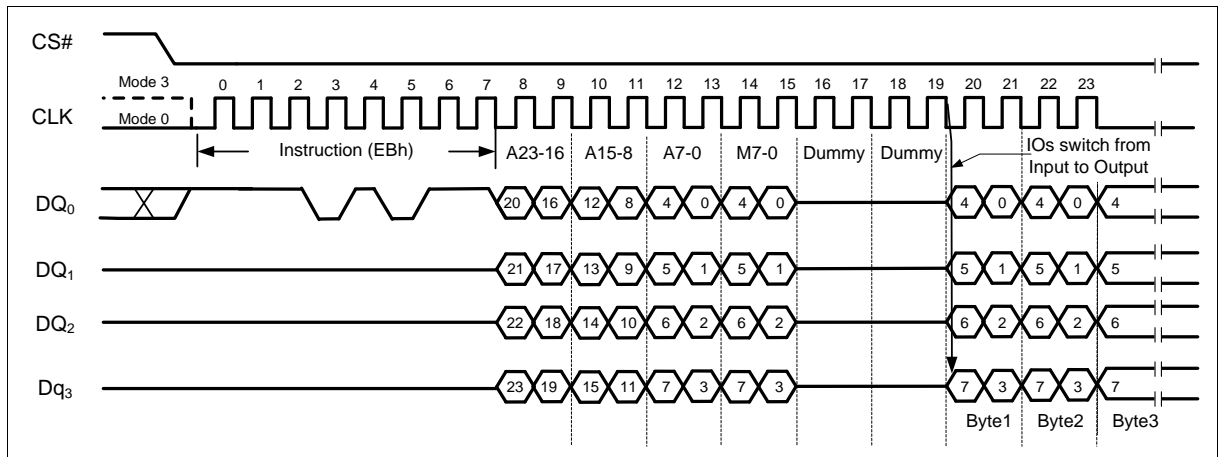 CS#
Mode 3
0 1 2 3 4 5 6 7 8 9 10 11 12 13 14 15 16 17 18 19 20 21 22 23
CLK
Mode 0
Instruction (EBh) A23-16 A15-8 A7-0 M7-0 Dummy Dummy
IOs switch from
Input to Output
DQ0 20 16 12 8 4 0 4 0 4 0 4 0 4
DQ1 21 17 13 9 5 1 5 1 5 1 5 1 5
DQ2 22 18 14 10 6 2 6 2 6 2 6 2 6
Dq3 23 19 15 11 7 3 7 3 7 3 7 3 7
Byte1 Byte2 Byte3